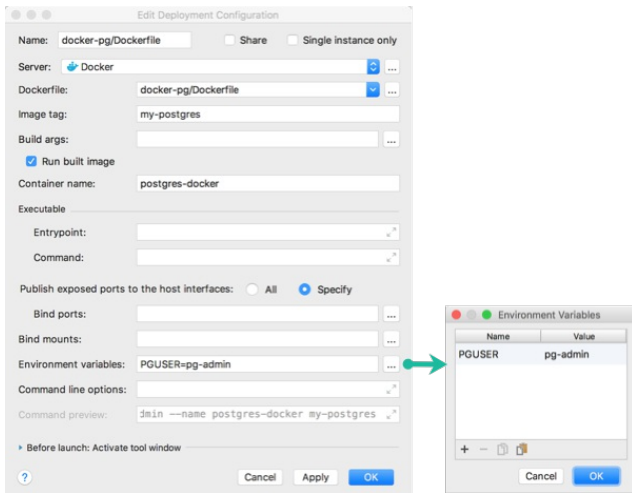 Edit Deployment Configuration
Name: docker-pg/Dockerfile Share Single instance only
Server: Docker
Dockerfile: docker-pg/Dockerfile
Image tag: my-postgres
Build args:
Run built image
Container name: postgres-docker
Executable
Entrypoint:
Command:
Publish exposed ports to the host interfaces: All Specify
Bind ports:
Bind mounts:
Environment variables: PGUSER=pg-admin
Command line options:
Command preview: dmin --name postgres-docker my-postgres
Before launch: Activate tool window
? Cancel Apply OK
Environment Variables
Name Value
PGUSER pg-admin
Cancel OK